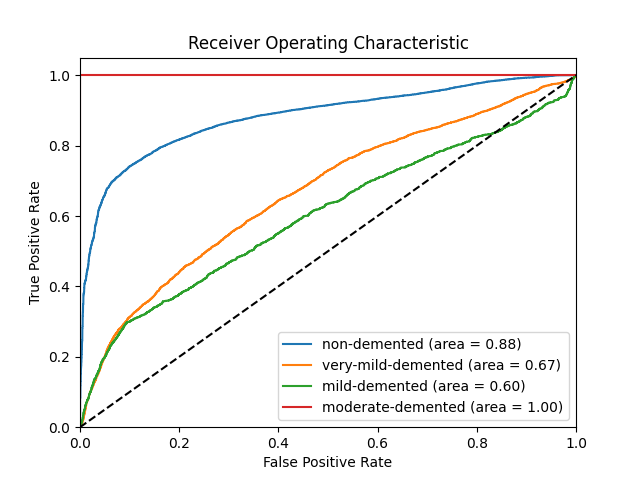 Receiver Operating Characteristic
True Positive Rate
1.0
0.8
0.6
0.4
0.2
0.0
non-demented (area = 0.88)
very-mild-demented (area = 0.67)
mild-demented (area = 0.60)
moderate-demented (area = 1.00)
0.0 0.2 0.4 0.6 0.8 1.0
False Positive Rate